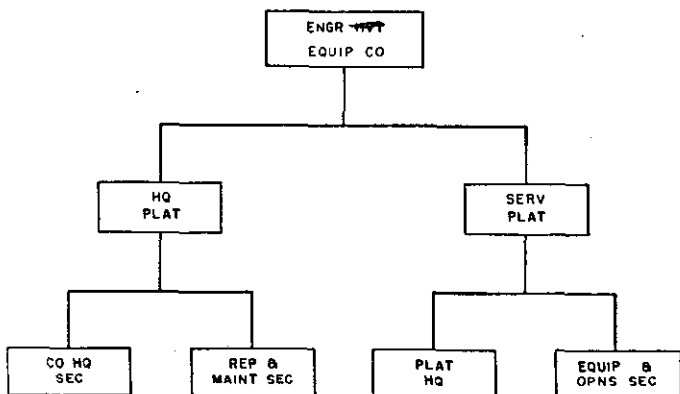 ENGR
EQUIP CO
HQ
PLAT
SERV
PLAT
CO HQ
SEC
REP &
MAINT SEC
PLAT
HQ
EQUIP &
OPNS SEC